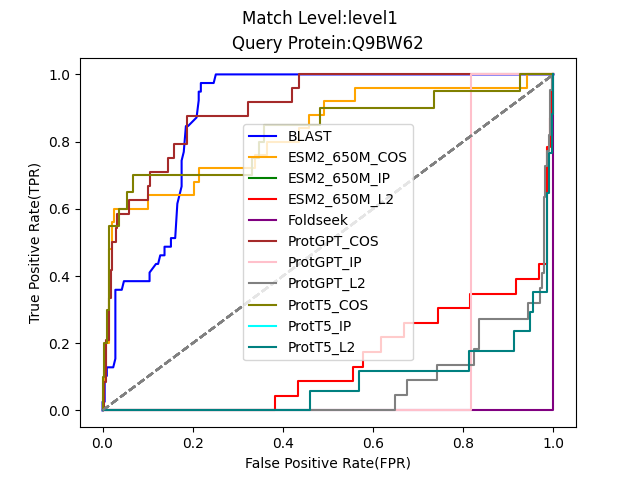 Match Level:level1
Query Protein:Q9BW62
True Positive Rate(TPR)
1.0
0.8
0.6
0.4
0.2
0.0
BLAST
ESM2_650M_COS
ESM2_650M_IP
ESM2_650M_L2
Foldseek
ProtGPT_COS
ProtGPT_IP
ProtGPT_L2
ProtT5_COS
ProtT5_IP
ProtT5_L2
0.0 0.2 0.4 0.6 0.8 1.0
False Positive Rate(FPR)